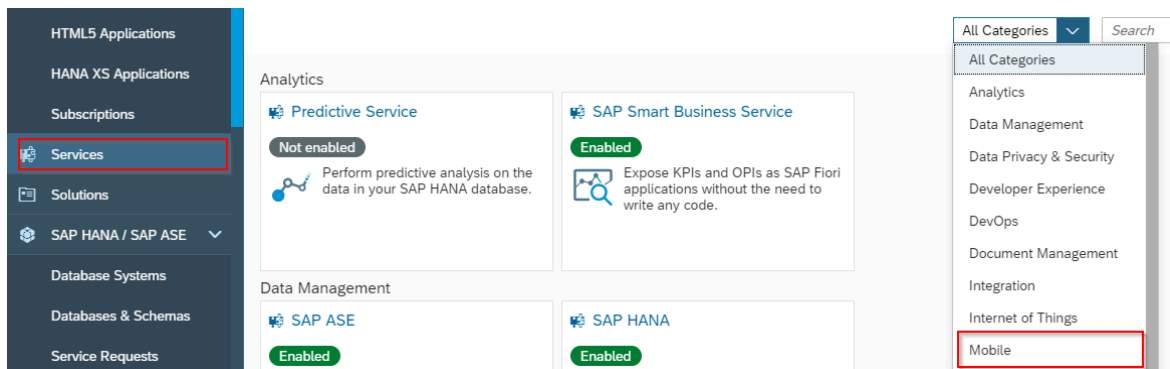 HTML5 Applications
HANA XS Applications
Subscriptions
Services
Solutions
SAP HANA / SAP ASE
Database Systems
Databases & Schemas
Service Requests
All Categories
Search
Analytics
Predictive Service
Not enabled
Perform predictive analysis on the
data in your SAP HANA database.
SAP Smart Business Service
Enabled
Expose KPIs and OPIs as SAP Fiori
applications without the need to
write any code.
Data Management
SAP ASE
Enabled
SAP HANA
Enabled
All Categories
Analytics
Data Management
Data Privacy & Security
Developer Experience
DevOps
Document Management
Integration
Internet of Things
Mobile